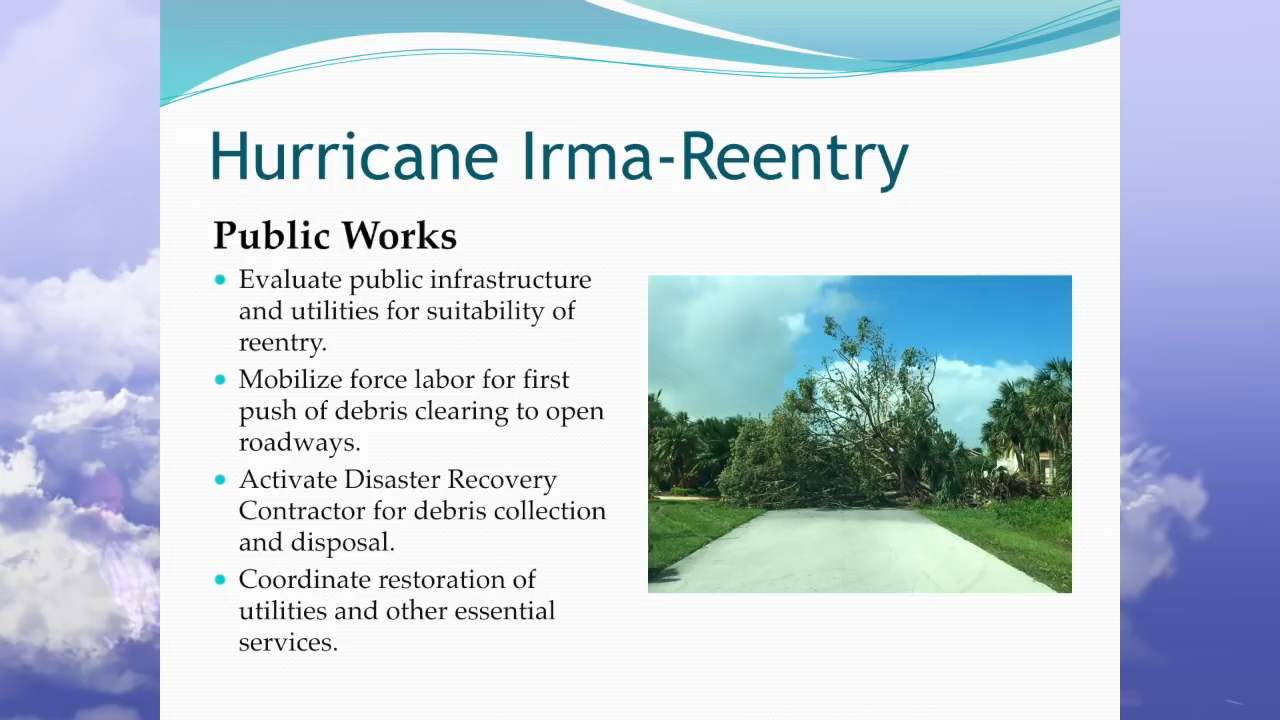 Hurricane Irma-Reentry
Public Works
• Evaluate public infrastructure
and utilities for suitability of
reentry.
• Mobilize force labor for first
push of debris clearing to open
roadways.
• Activate Disaster Recovery
Contractor for debris collection
and disposal.
• Coordinate restoration of
utilities and other essential
services.